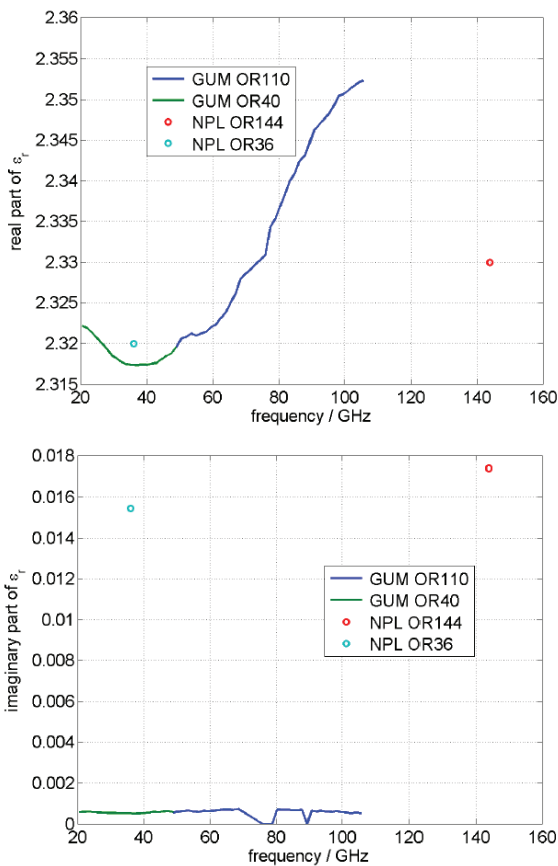 2.36
2.355
2.35
2.345
2.34
2.335
2.33
2.325
2.32
2.315
real part of εr
GUM OR110
GUM OR40
NPL OR144
NPL OR36
20 40 60 80 100 120 140 160
frequency / GHz
0.018
0.016
0.014
0.012
0.01
0.008
0.006
0.004
0.002
0
imaginary part of εr
GUM OR110
GUM OR40
NPL OR144
NPL OR36
20 40 60 80 100 120 140 160
frequency / GHz